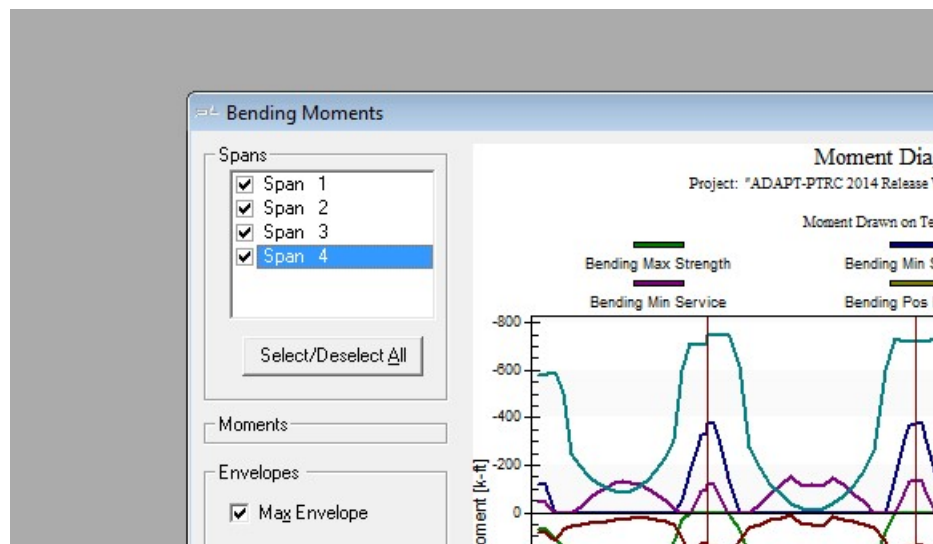 Bending Moments
Spans
Span 1
Span 2
Span 3
Span 4
Select/Deselect All
Moments
Envelopes
Max Envelope
Moment Dia
Project: "ADAPT-PTRC 2014 Release
Moment Drawn on Te
Bending Max Strength
Bending Min S
Bending Min Service
Bending Pos
-800
-600
-400
-200
0
oment [k-ft]